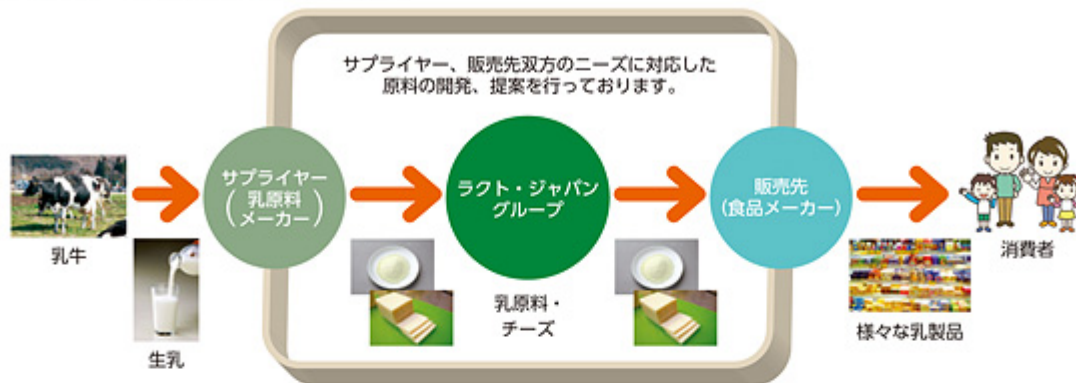 サプライヤー、販売先双方のニーズに対応した
原料の開発、提案を行っております。
乳牛
生乳
サプライヤー
(乳原料
メーカー)
ラクト・ジャパン
グループ
乳原料・
チーズ
販売先
(食品メーカー)
様々な乳製品
消費者